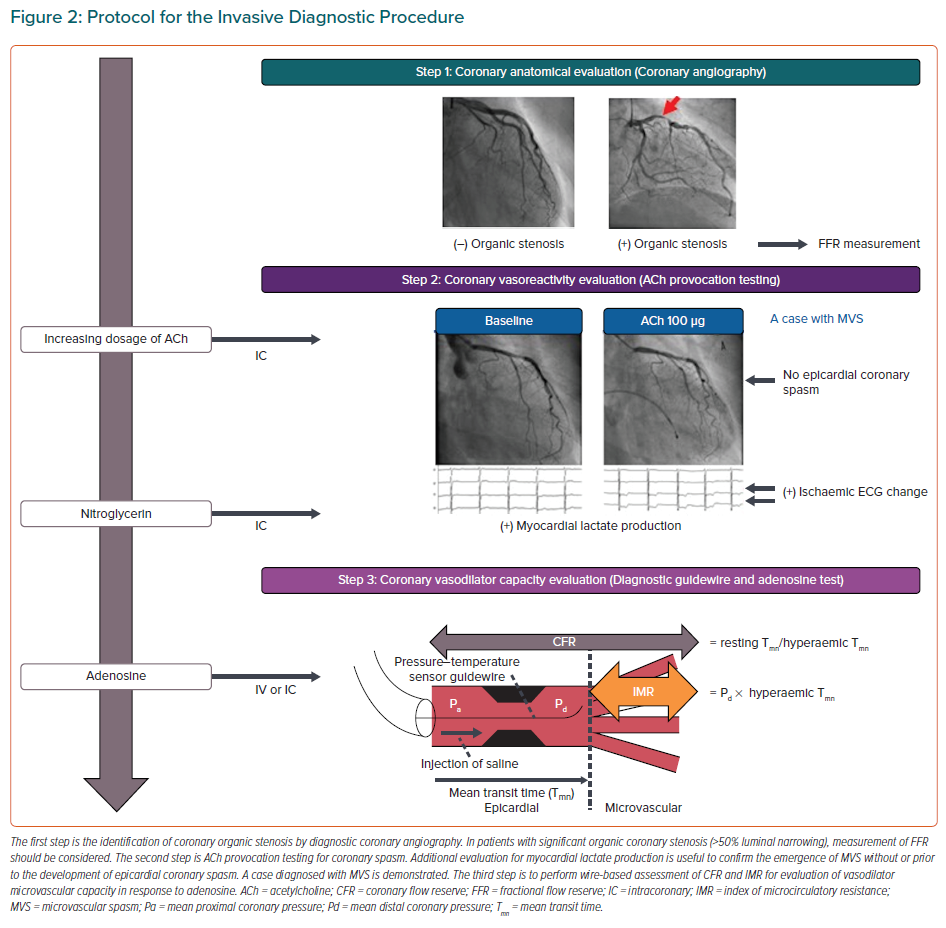 Figure 2: Protocol for the Invasive Diagnostic Procedure
Step 1: Coronary anatomical evaluation (Coronary angiography)
(–) Organic stenosis
(+) Organic stenosis
FFR measurement
Step 2: Coronary vasoreactivity evaluation (ACh provocation testing)
Increasing dosage of ACh
IC
Baseline
ACh 100 µg
A case with MVS
No epicardial coronary
spasm
(+) Ischaemic ECG change
Nitroglycerin
IC
(+) Myocardial lactate production
Step 3: Coronary vasodilator capacity evaluation (Diagnostic guidewire and adenosine test)
CFR
= resting Tmn/hyperaemic Tmn
Adenosine
IV or IC
Pressure–temperature
sensor guidewire
IMR
= Pd × hyperaemic Tmn
Pa
Pd
Injection of saline
Mean transit time (Tmn)
Epicardial
Microvascular
The first step is the identification of coronary organic stenosis by diagnostic coronary angiography. In patients with significant organic coronary stenosis (>50% luminal narrowing), measurement of FFR
should be considered. The second step is ACh provocation testing for coronary spasm. Additional evaluation for myocardial lactate production is useful to confirm the emergence of MVS without or prior
to the development of epicardial coronary spasm. A case diagnosed with MVS is demonstrated. The third step is to perform wire-based assessment of CFR and IMR for evaluation of vasodilator
microvascular capacity in response to adenosine. ACh = acetylcholine; CFR = coronary flow reserve; FFR = fractional flow reserve; IC = intracoronary; IMR = index of microcirculatory resistance;
MVS = microvascular spasm; Pa = mean proximal coronary pressure; Pd = mean distal coronary pressure; Tmn = mean transit time.